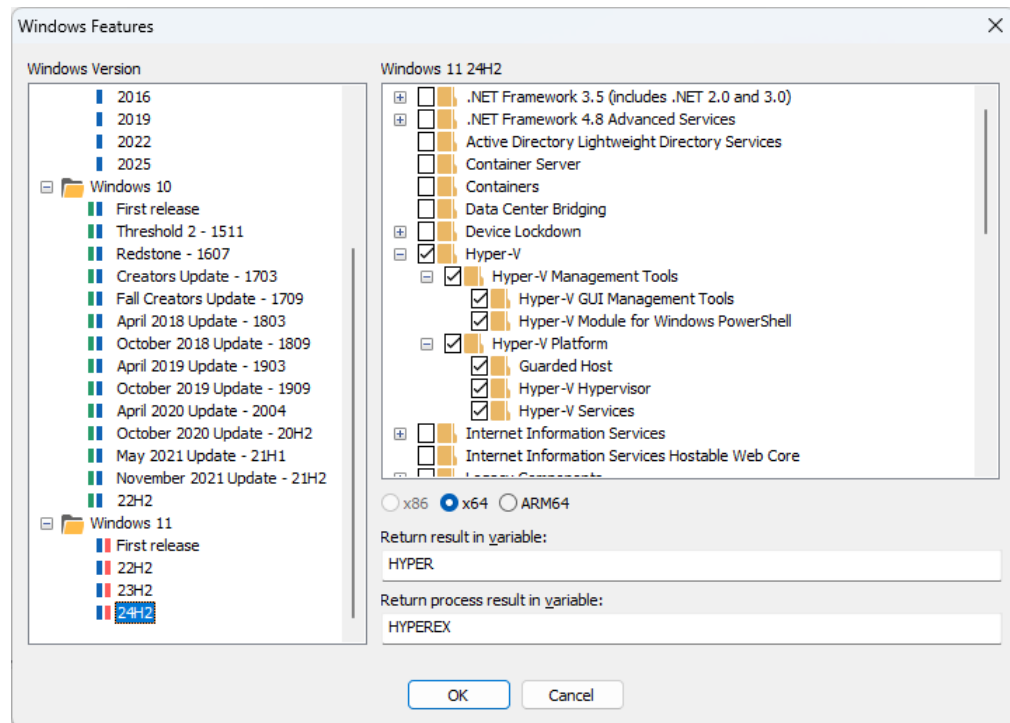 Windows Features
Windows Version
2016
2019
2022
2025
Windows 10
First release
Threshold 2 - 1511
Redstone - 1607
Creators Update - 1703
Fall Creators Update - 1709
April 2018 Update - 1803
October 2018 Update - 1809
April 2019 Update - 1903
October 2019 Update - 1909
April 2020 Update - 2004
October 2020 Update - 20H2
May 2021 Update - 21H1
November 2021 Update - 21H2
22H2
Windows 11
First release
22H2
23H2
24H2
Windows 11 24H2
.NET Framework 3.5 (includes .NET 2.0 and 3.0)
.NET Framework 4.8 Advanced Services
Active Directory Lightweight Directory Services
Container Server
Containers
Data Center Bridging
Device Lockdown
Hyper-V
Hyper-V Management Tools
Hyper-V GUI Management Tools
Hyper-V Module for Windows PowerShell
Hyper-V Platform
Guarded Host
Hyper-V Hypervisor
Hyper-V Services
Internet Information Services
Internet Information Services Hostable Web Core
Legacy Components
x86 x64 ARM64
Return result in variable:
HYPER
Return process result in variable:
HYPEREX
OK Cancel